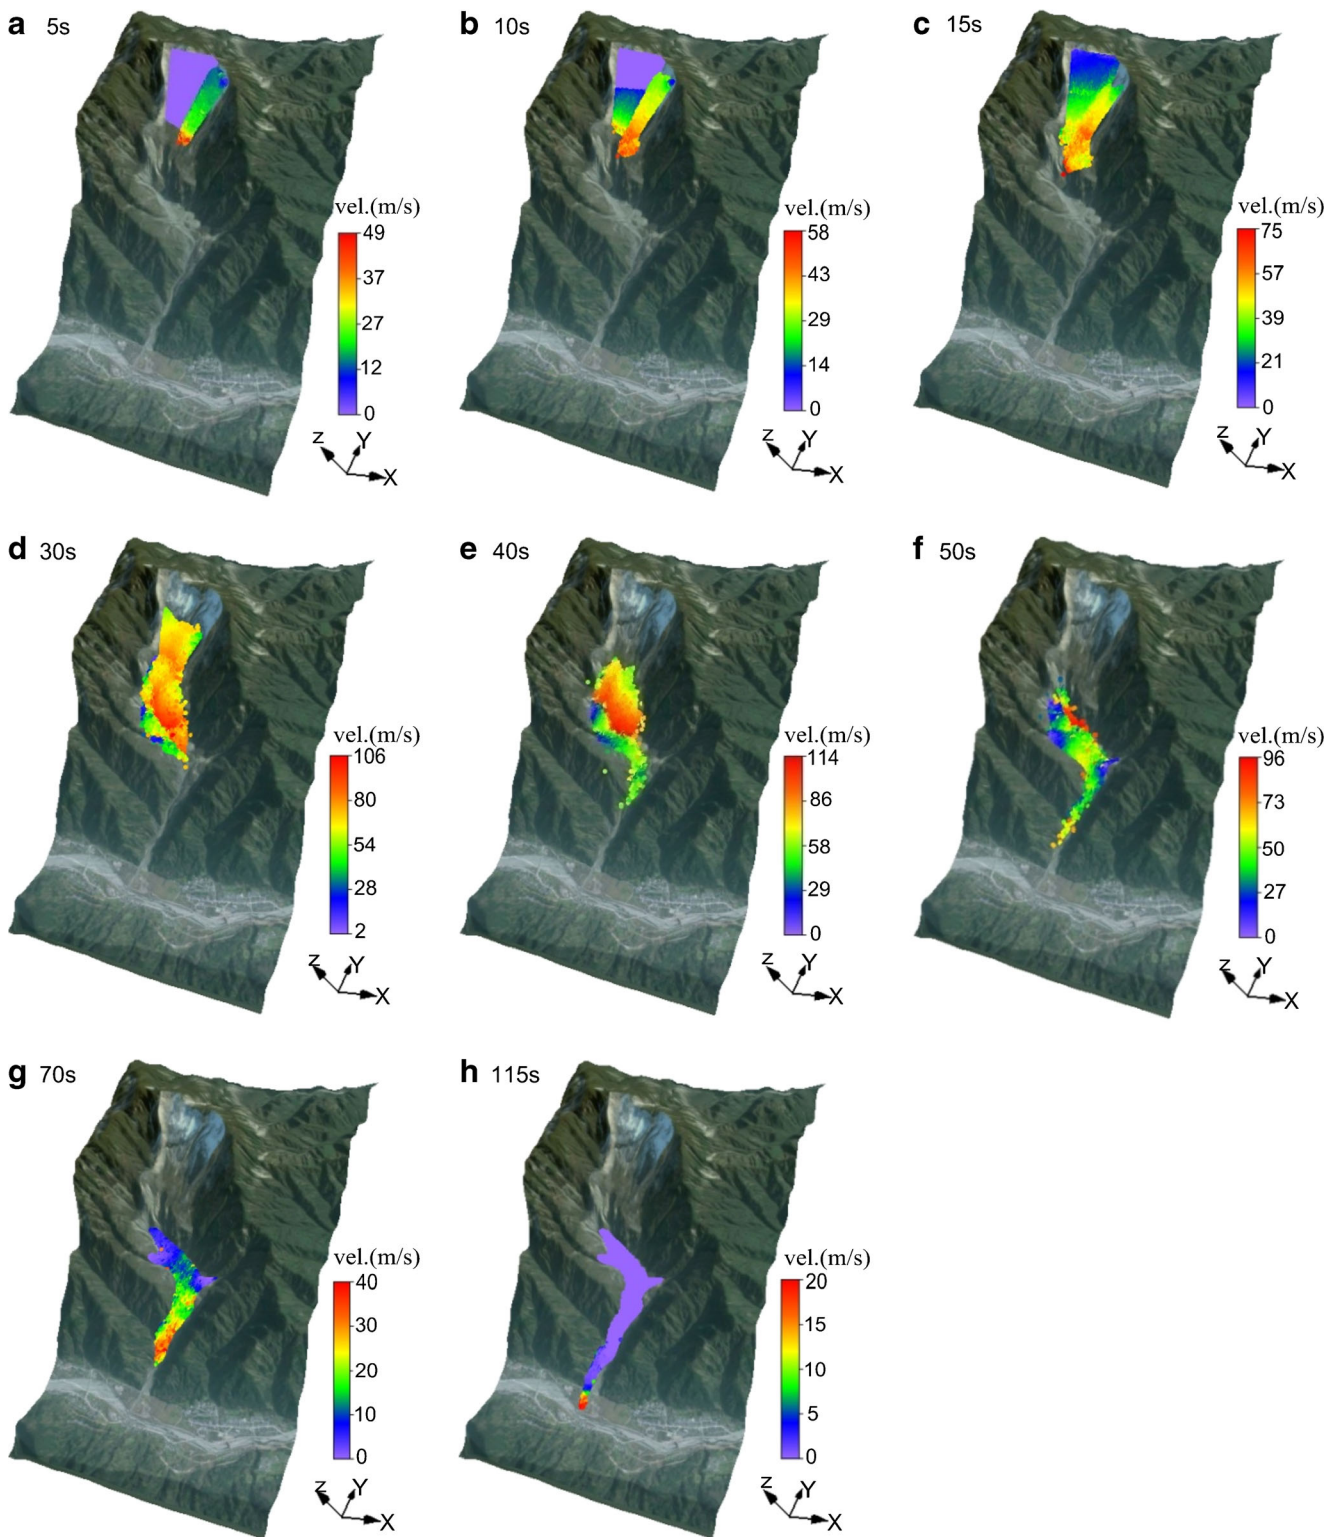 a 5s
vel.(m/s)
49
37
27
12
0
Z Y X
b 10s
vel.(m/s)
58
43
29
14
0
Z Y X
c 15s
vel.(m/s)
75
57
39
21
0
Z Y X
d 30s
vel.(m/s)
106
80
54
28
2
Z Y X
e 40s
vel.(m/s)
114
86
58
29
0
Z Y X
f 50s
vel.(m/s)
96
73
50
27
0
Z Y X
g 70s
vel.(m/s)
40
30
20
10
0
Z Y X
h 115s
vel.(m/s)
20
15
10
5
0
Z Y X